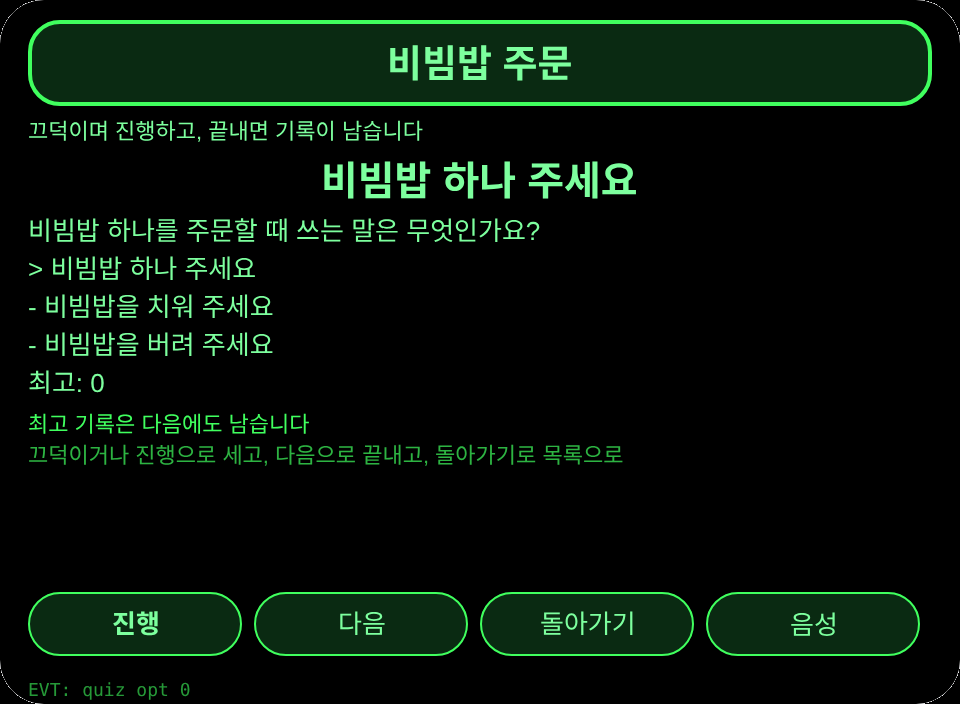 비빔밥 주문
끄덕이며 진행하고, 끝내면 기록이 남습니다
비빔밥 하나 주세요
비빔밥 하나를 주문할 때 쓰는 말은 무엇인가요?
> 비빔밥 하나 주세요
- 비빔밥을 치워 주세요
- 비빔밥을 버려 주세요
최고: 0
최고 기록은 다음에도 남습니다
끄덕이거나 진행으로 세고, 다음으로 끝내고, 돌아가기로 목록으로
진행 다음 돌아가기 음성
EVT: quiz opt 0